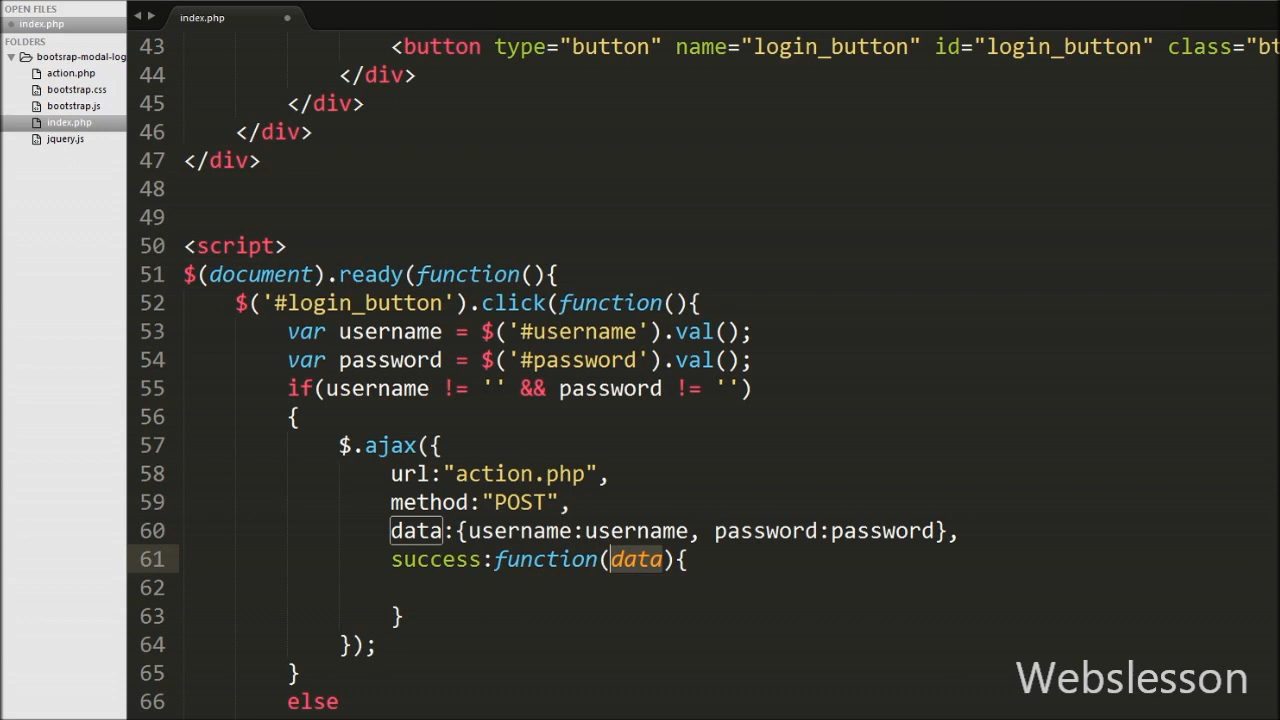 OPEN FILES
index.php
FOLDERS
bootsrap-modal-log
action.php
bootstrap.css
bootstrap.js
index.php
jquery.js
index.php
43 <button type="button" name="login_button" id="login_button" class="bt
44 </div>
45 </div>
46 </div>
47 </div>
48
49
50 <script>
51 $(document).ready(function(){
52 $('#login_button').click(function(){
53 var username = $('#username').val();
54 var password = $('#password').val();
55 if(username != '' && password != '')
56 {
57 $.ajax({
58 url:"action.php",
59 method:"POST",
60 data:{username:username, password:password},
61 success:function(data){
62
63 }
64 });
65 }
66 else
Webslesson